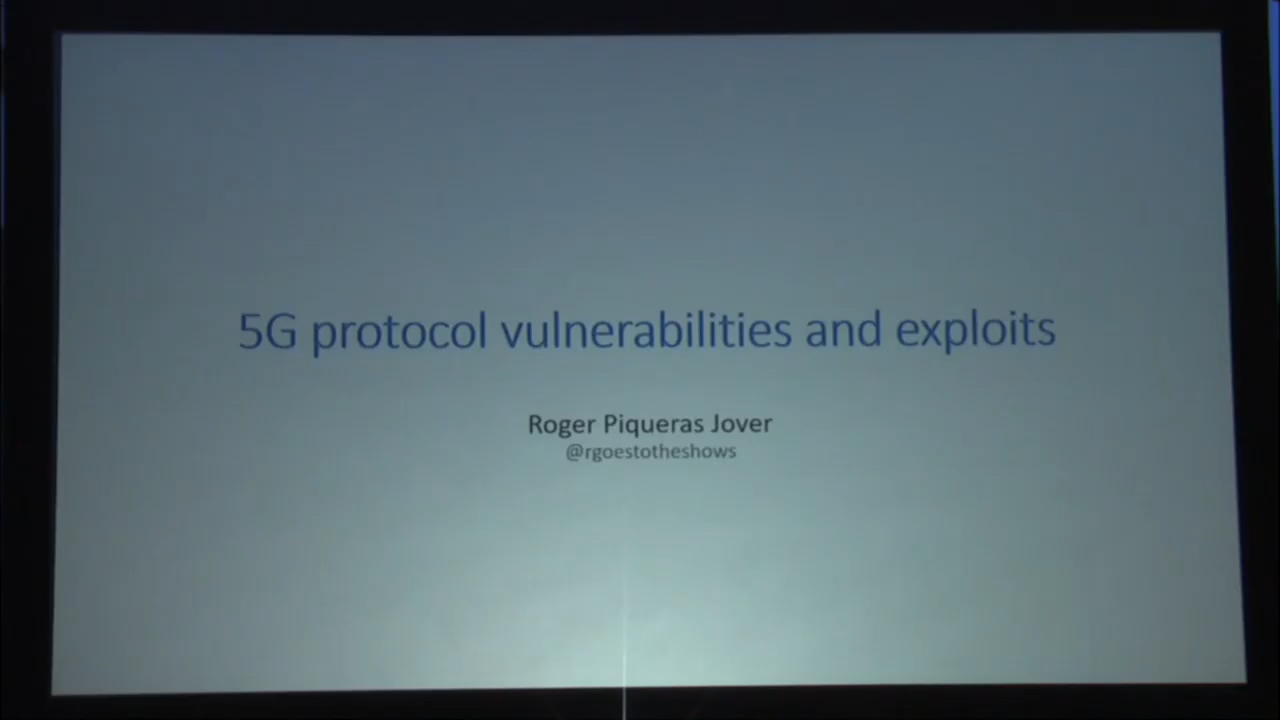 5G protocol vulnerabilities and exploits
Roger Piqueras Jover
@rgoestotheshows